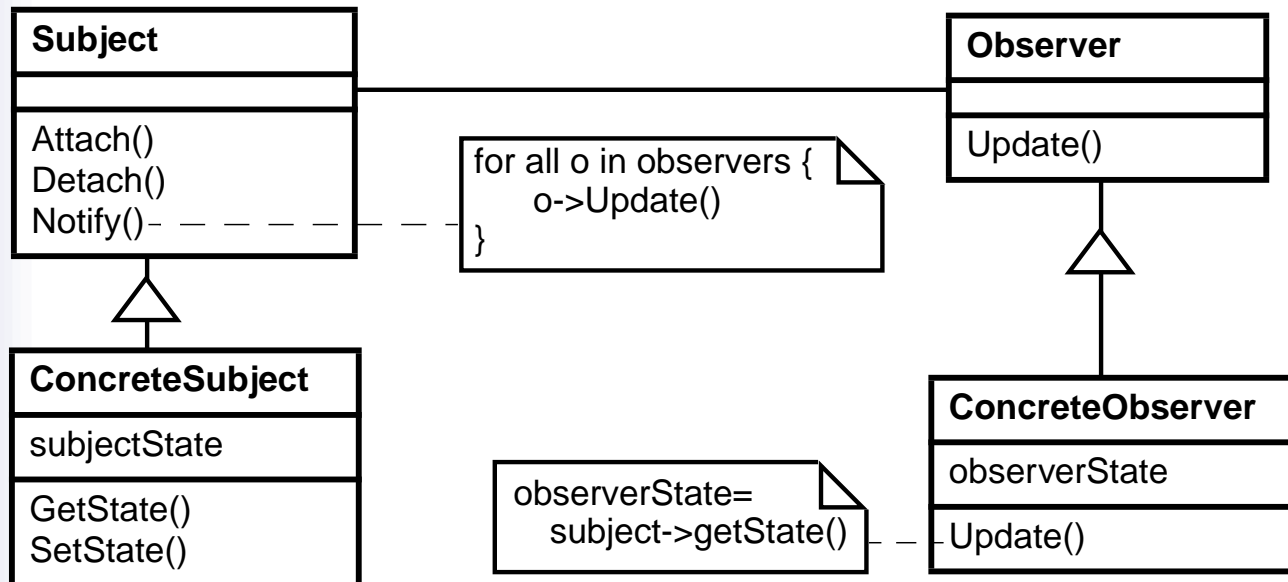 Subject
Attach()
Detach()
Notify()
for all o in observers {
o->Update()
}
Observer
Update()
ConcreteSubject
subjectState
GetState()
SetState()
observerState=
subject->getState()
ConcreteObserver
observerState
Update()